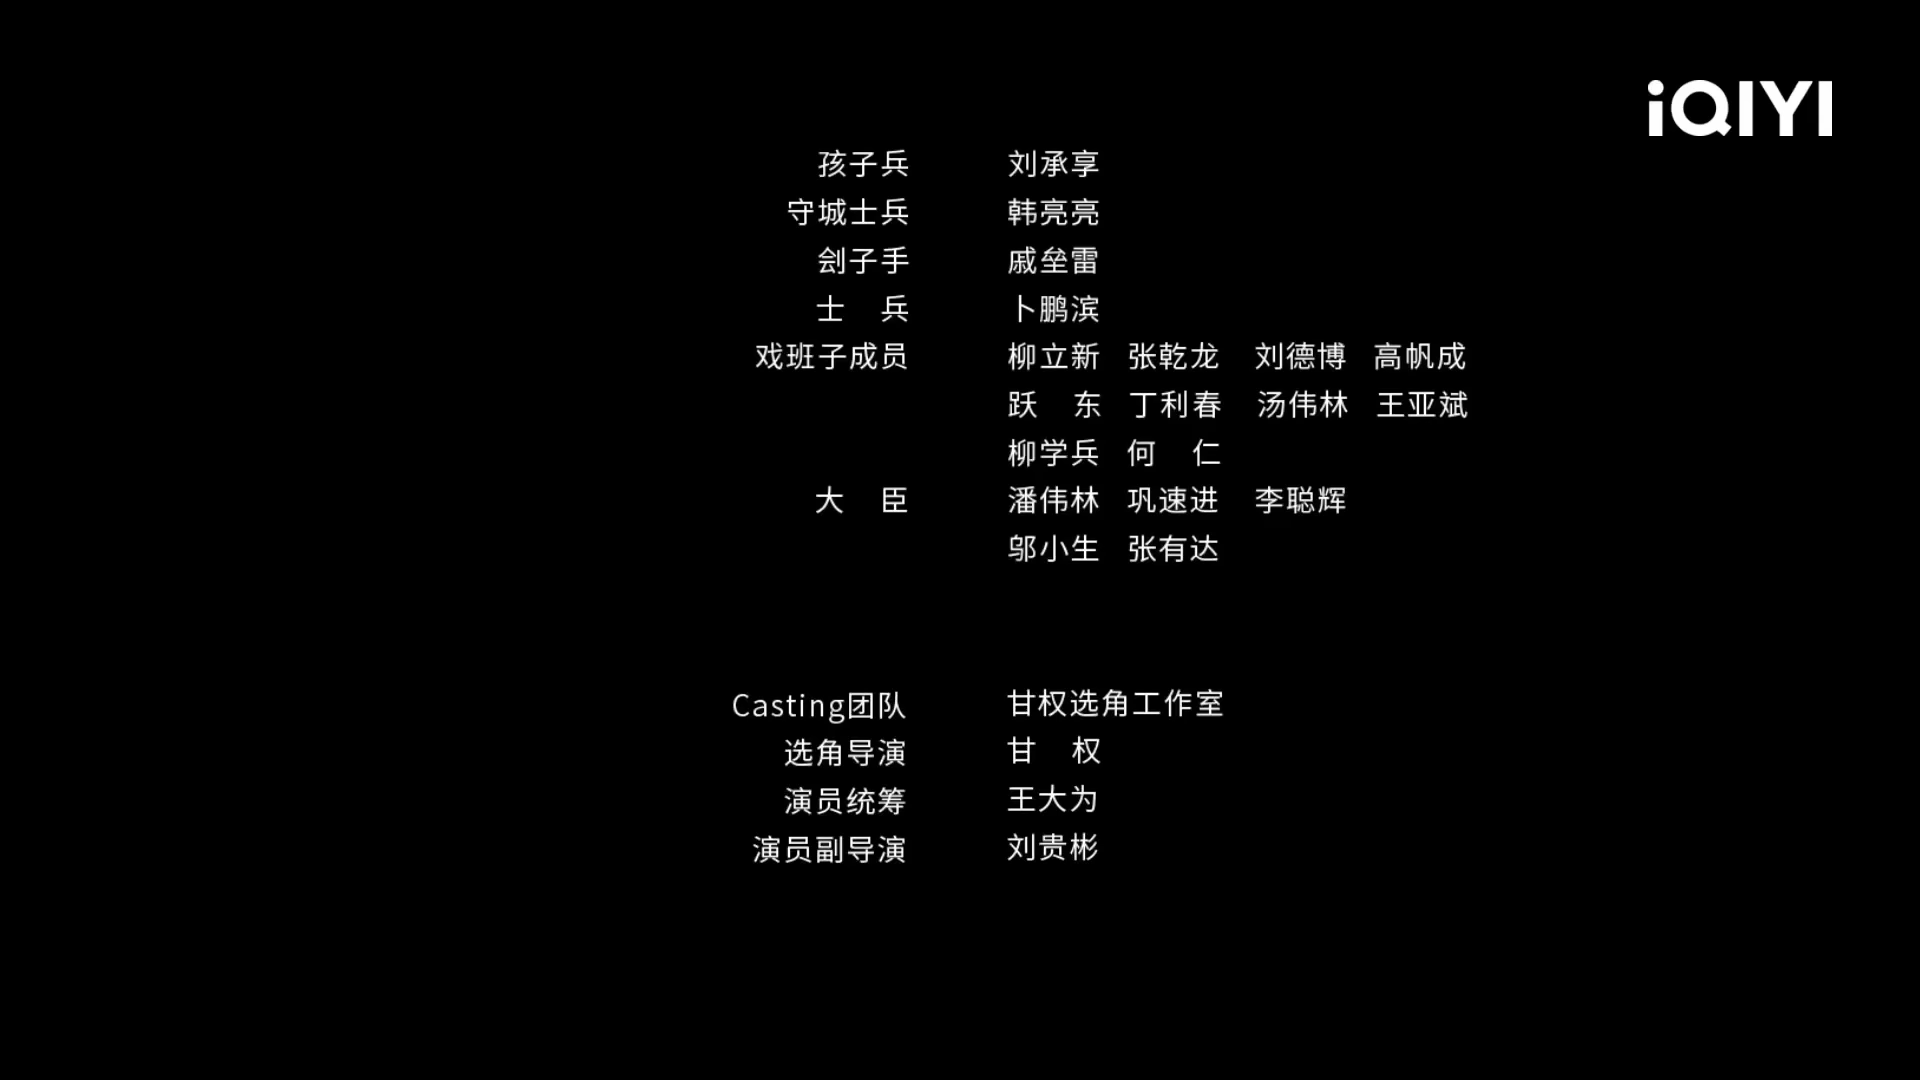 iQIYI
孩子兵 刘承享
守城士兵 韩亮亮
刽子手 戚垒雷
士 兵 卜鹏滨
戏班子成员 柳立新 张乾龙 刘德博 高帆成
跃 东 丁利春 汤伟林 王亚斌
柳学兵 何 仁
大 臣 潘伟林 巩速进 李聪辉
邬小生 张有达
Casting团队 甘权选角工作室
选角导演 甘 权
演员统筹 王大为
演员副导演 刘贵彬